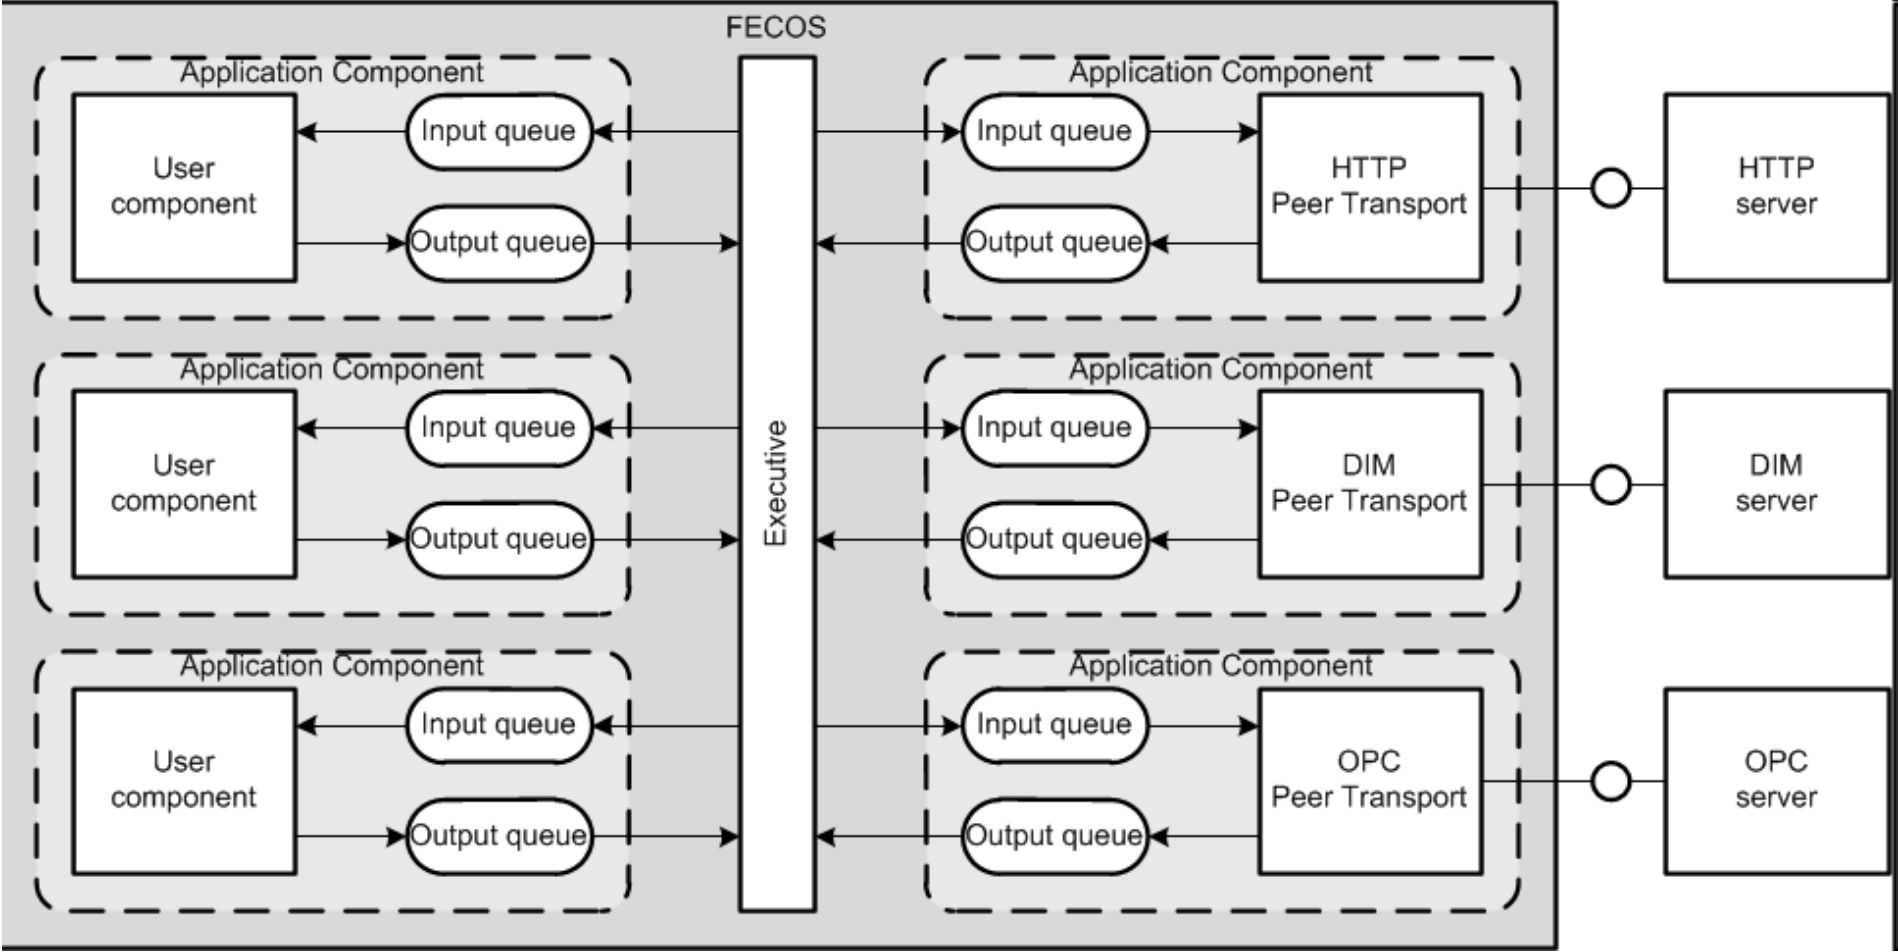 FECOS
Application Component
User
component
Input queue
Output queue
Application Component
Input queue
Output queue
HTTP
Peer Transport
HTTP
server
Application Component
User
component
Input queue
Output queue
Executive
Application Component
Input queue
Output queue
DIM
Peer Transport
DIM
server
Application Component
User
component
Input queue
Output queue
Application Component
Input queue
Output queue
OPC
Peer Transport
OPC
server